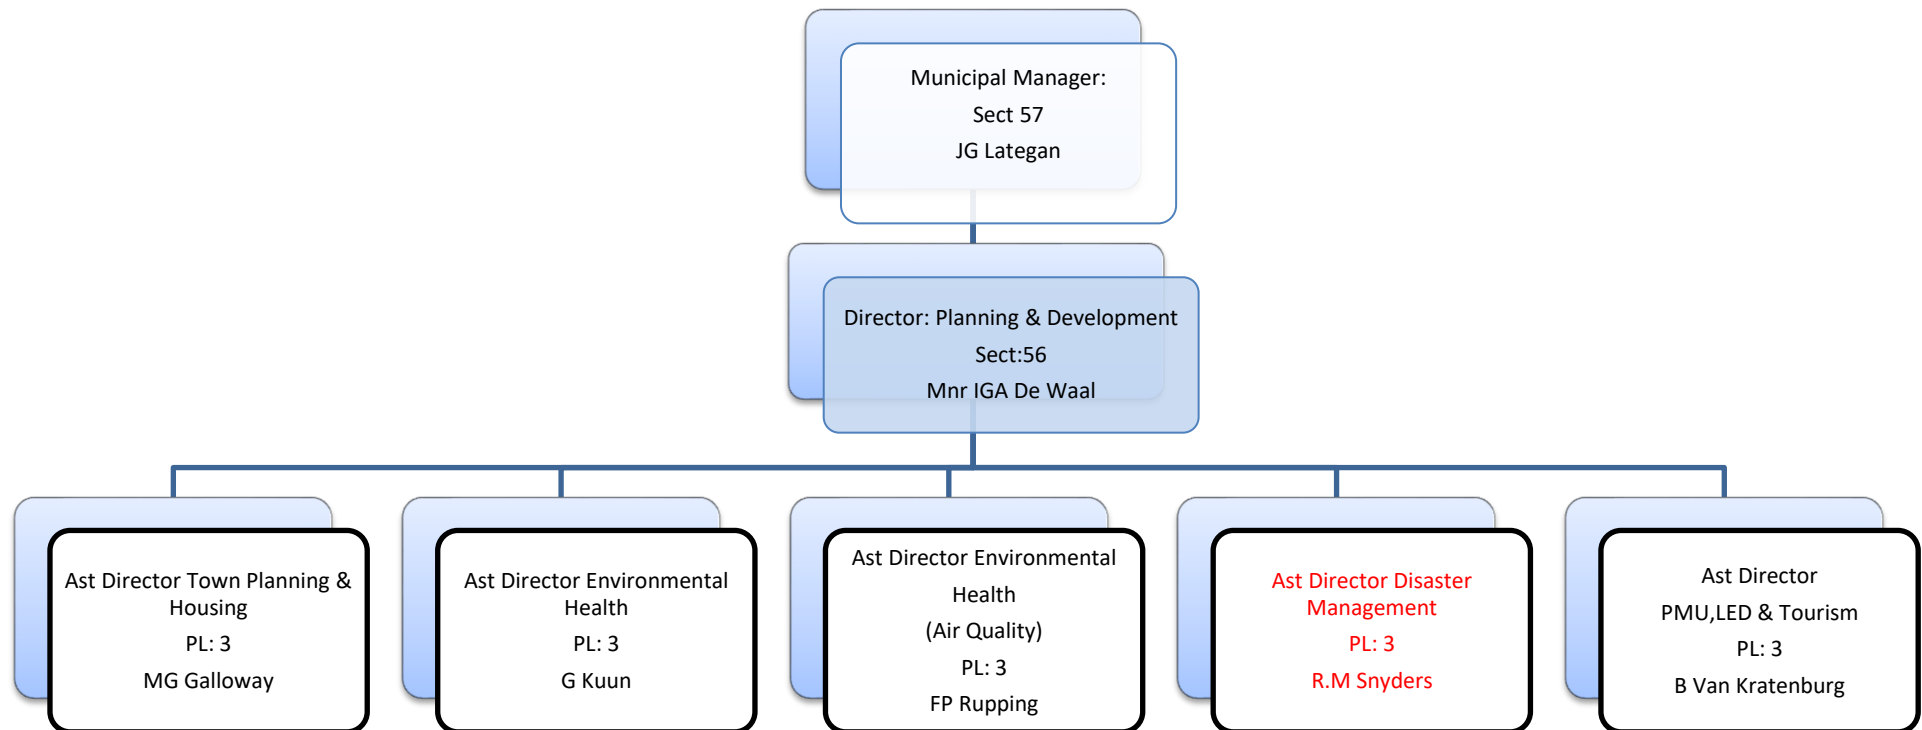 Municipal Manager:
Sect 57
JG Lategan
Director: Planning & Development
Sect:56
Mnr IGA De Waal
Ast Director Town Planning &
Housing
PL: 3
MG Galloway
Ast Director Environmental
Health
PL: 3
G Kuun
Ast Director Environmental
Health
(Air Quality)
PL: 3
FP Rupping
Ast Director Disaster
Management
PL: 3
R.M Snyders
Ast Director
PMU,LED & Tourism
PL: 3
B Van Kratenburg